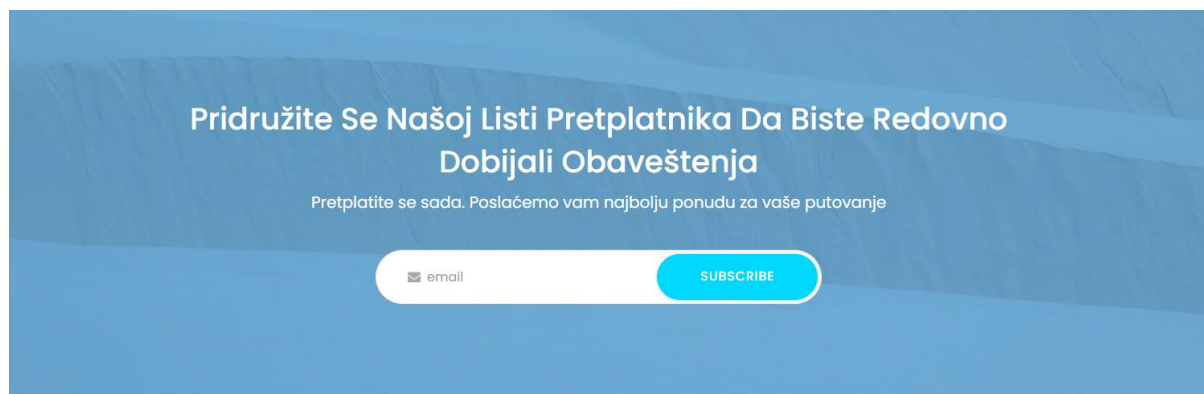 Pridružite Se Našoj Listi Pretplatnika Da Biste Redovno
Dobijali Obaveštenja
Pretplatite se sada. Poslaćemo vam najbolju ponudu za vaše putovanje
email
SUBSCRIBE